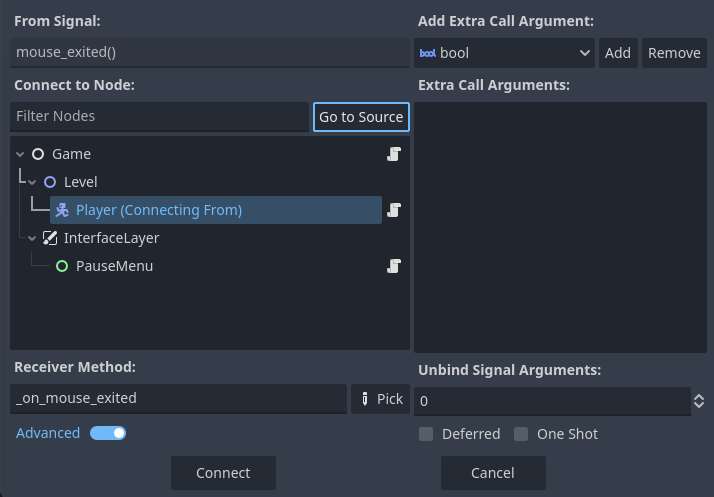 From Signal:
mouse_exited()
Connect to Node:
Filter Nodes
Go to Source
Game
Level
Player (Connecting From)
InterfaceLayer
PauseMenu
Receiver Method:
_on_mouse_exited
Pick
Advanced
Add Extra Call Argument:
bool bool
Add
Remove
Extra Call Arguments:
Unbind Signal Arguments:
0
Deferred
One Shot
Connect
Cancel